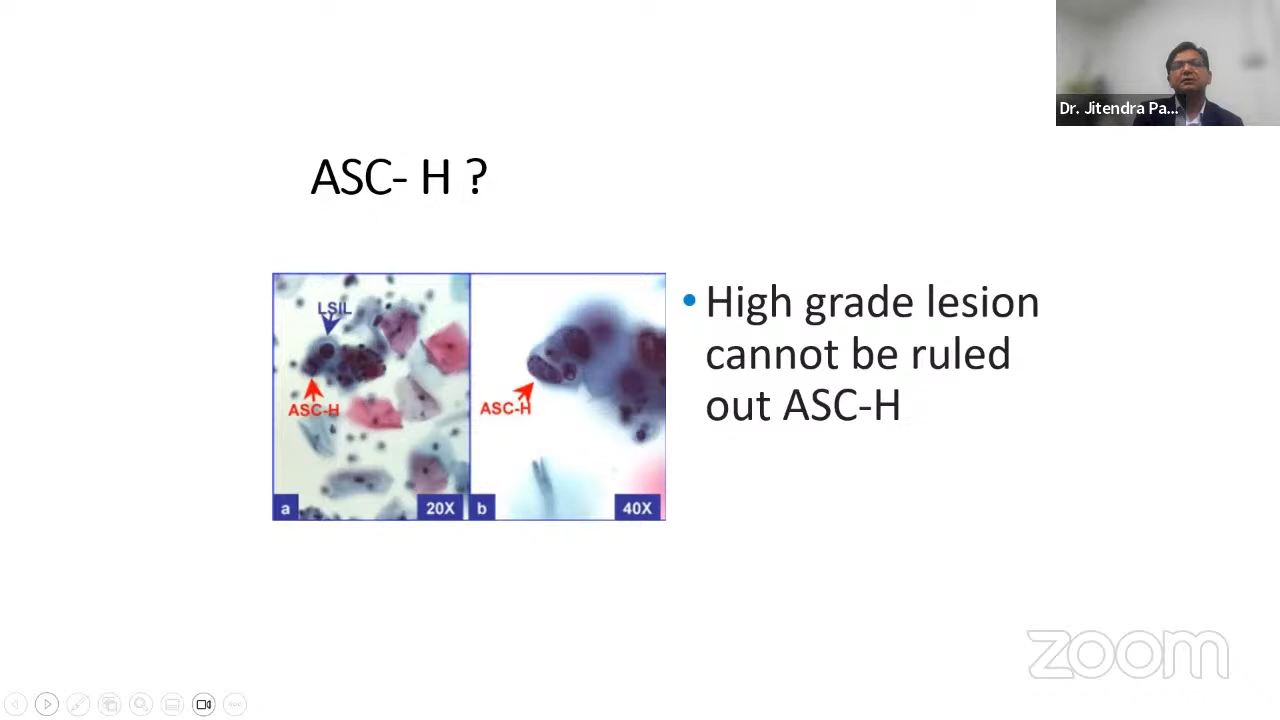 Dr. Jitendra Pa...
ASC- H ?
LSIL
ASC-H
a
20X
ASC-H
b
40X
• High grade lesion
cannot be ruled
out ASC-H
zoom